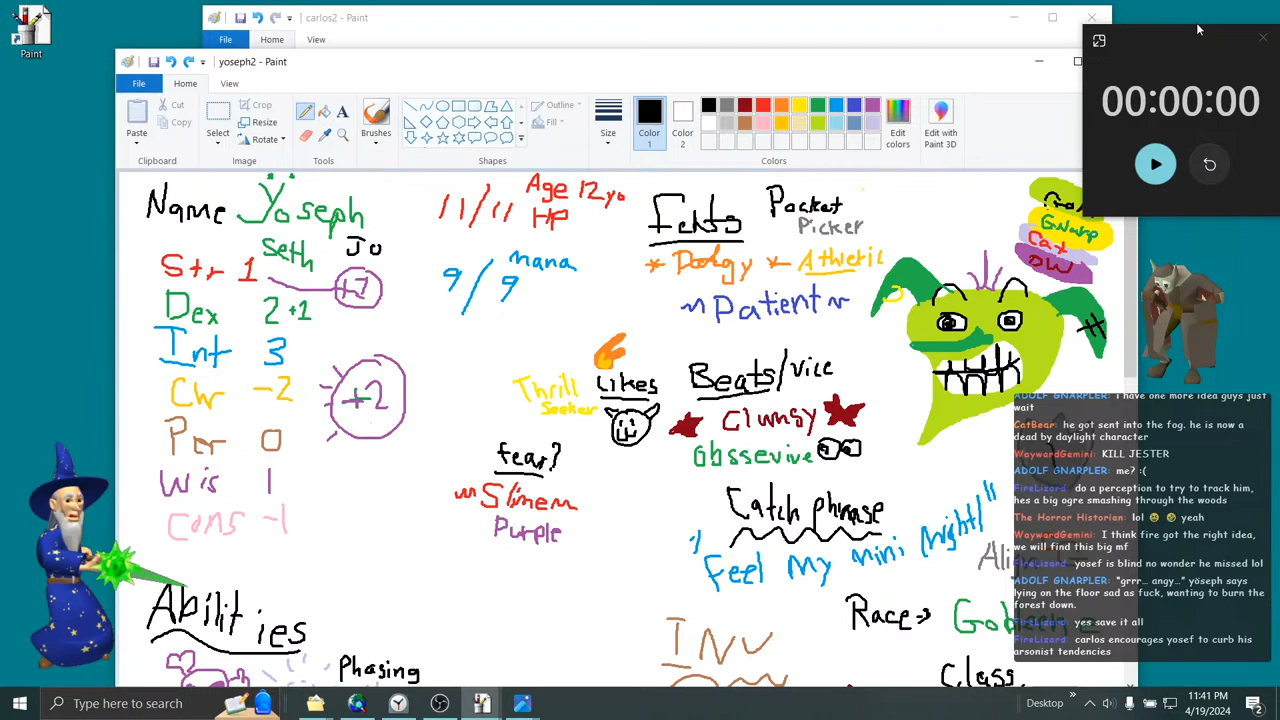 Paint
carlos2 - Paint
File
Home
View
yoseph2 - Paint
File
Home
View
Paste
Cut
Copy
Clipboard
Select
Crop
Resize
Rotate
Image
Tools
Brushes
Shapes
Outline
Fill
Size
Color 1
Color 2
Edit colors
Colors
Edit with Paint 3D
00:00:00
Name Yöseph
Seth Jo
Str 1 +7
Dex 2 +1
Int 3
Chr -2
+2
Per 0
Wis 1
Cons -1
11/11 HP
Age 12yo
9/9 mana
Packet
Picker
* Dodgy * Athletic
~ Patient ~
Thrill
Seeker
Likes
fear?
Slimem
Purple
Beats/vice
Clumsy
Obssevive
Catch phrase
"Feel My mini Might!"
Race => 
Class
INV
Abilities
Phasing
Gnarp
Cat
DW
ADOLF GNARPLER: I have one more idea guys just
wait
CatBear: he got sent into the fog. he is now a
dead by daylight character
WaywardGemini: KILL JESTER
ADOLF GNARPLER: me? :(
FireLizard: do a perception to try to track him,
hes a big ogre smashing through the woods
The Horror Historian: lol 😆 🤣 yeah
WaywardGemini: I think fire got the right idea,
we will find this big mf
FireLizard: yosef is blind no wonder he missed lol
ADOLF GNARPLER: "grrr... angy..." yöseph says
lying on the floor sad as fuck, wanting to burn the
forest down.
FireLizard: yes save it all
FireLizard: carlos encourages yosef to curb his
arsonist tendencies
Type here to search
Desktop
11:41 PM
4/19/2024
2